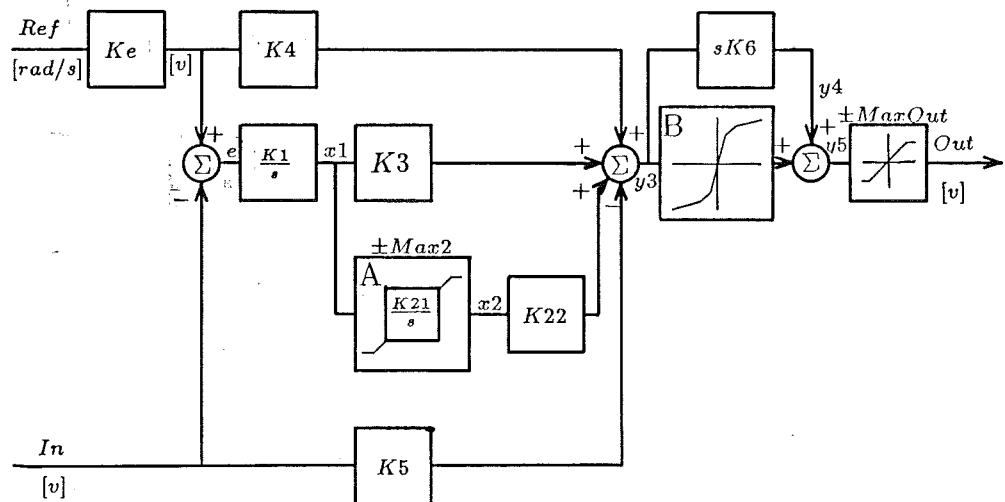 Ref
Ke
[rad/s]
[v]
K4
sK6
y4
+
±MaxOut
Out
[v]
+
Σ
−
e
K1
s
x1
K3
+
+
+
Σ
−
y3
B
+
Σ
y5
±Max2
A
K21
s
x2
K22
In
[v]
K5